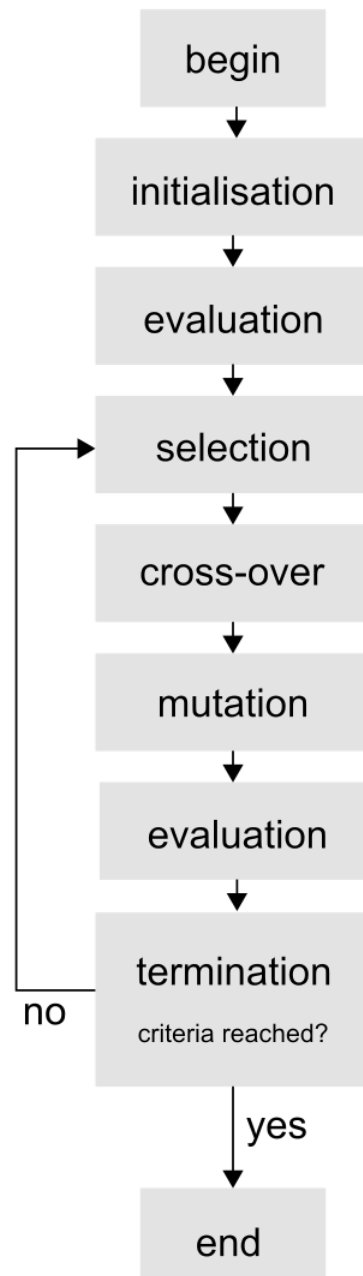 begin
initialisation
evaluation
selection
cross-over
mutation
evaluation
termination
criteria reached?
no
yes
end